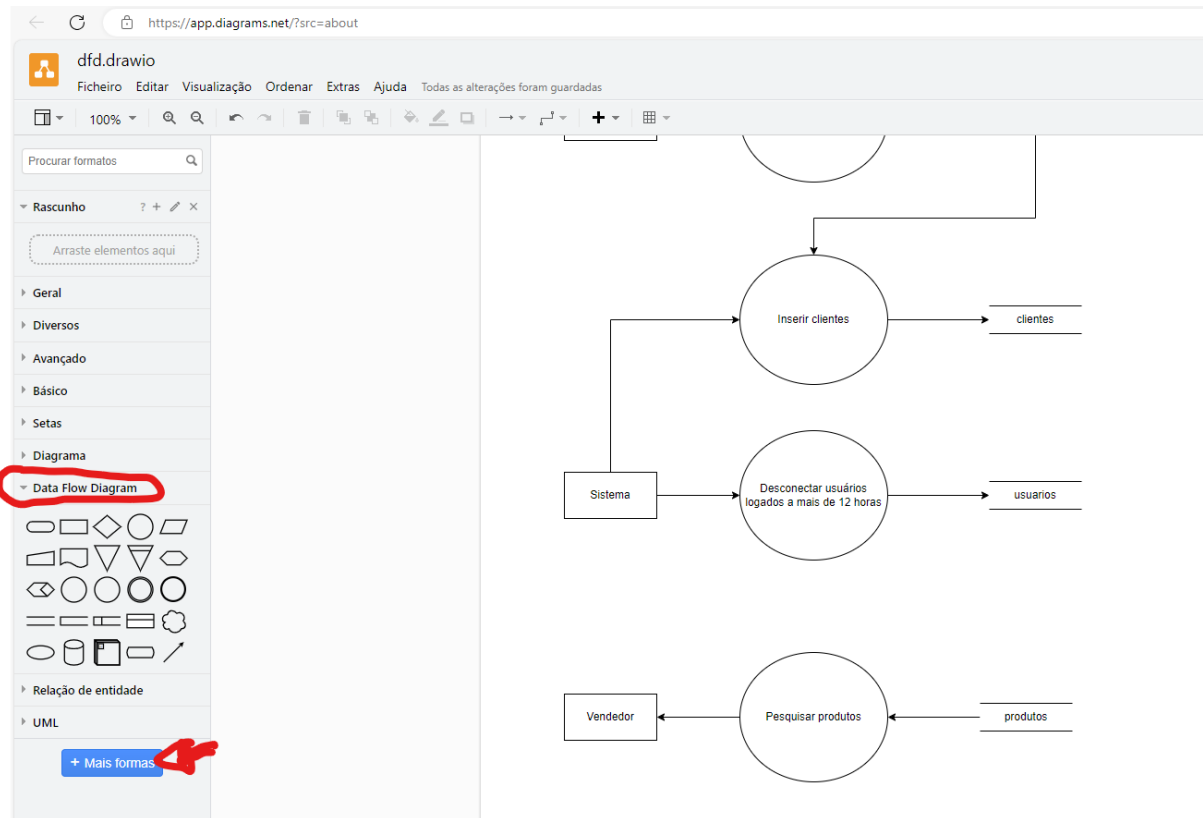 https://app.diagrams.net/?src=about
dfd.drawio
Ficheiro Editar Visualização Ordenar Extras Ajuda Todas as alterações foram guardadas
100%
Procurar formatos
Rascunho ?
Arraste elementos aqui
Geral
Diversos
Avançado
Básico
Setas
Diagrama
Data Flow Diagram
Relação de entidade
UML
+ Mais formas
Inserir clientes
clientes
Sistema
Desconectar usuários
logados a mais de 12 horas
usuarios
Vendedor
Pesquisar produtos
produtos